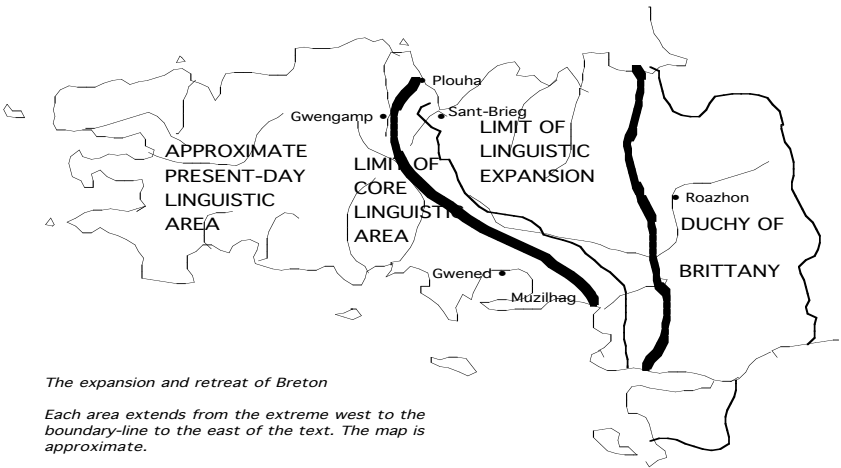 Plouha
Gwengamp
Sant-Brieg
LIMIT OF
LINGUISTIC
EXPANSION
APPROXIMATE
PRESENT-DAY
LINGUISTIC
AREA
LIMIT OF
CORE
LINGUISTIC
AREA
Roazhon
DUCHY OF
BRITTANY
Gwened
Muzilhag
The expansion and retreat of Breton
Each area extends from the extreme west to the
boundary-line to the east of the text. The map is
approximate.